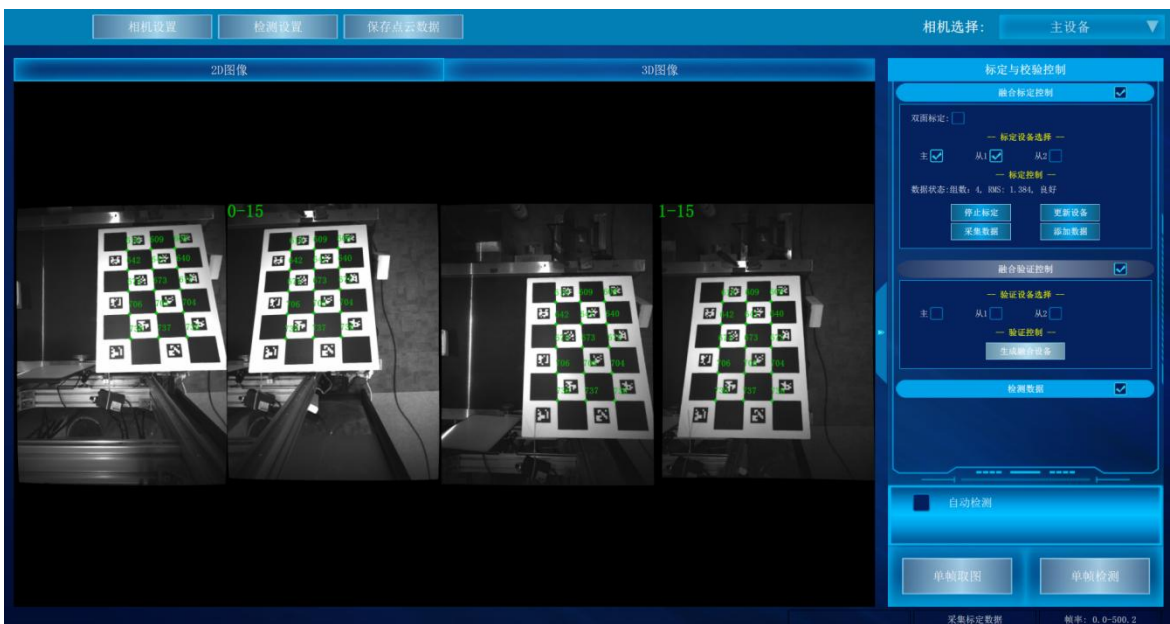 相机设置 检测设置 保存点云数据 相机选择: 主设备
2D图像 3D图像 标定与校验控制
融合标定控制
双面标定:
— 标定设备选择 —
主 从1 从2
— 标定控制 —
数据状态:组数: 4, RMS: 1.384, 良好
停止标定 更新设备
采集数据 添加数据
0-15 1-15
融合验证控制
— 验证设备选择 —
主 从1 从2
— 验证控制 —
生成融合设备
检测数据
自动检测
单帧取图 单帧检测
采集标定数据 帧率: 0.0-500.2